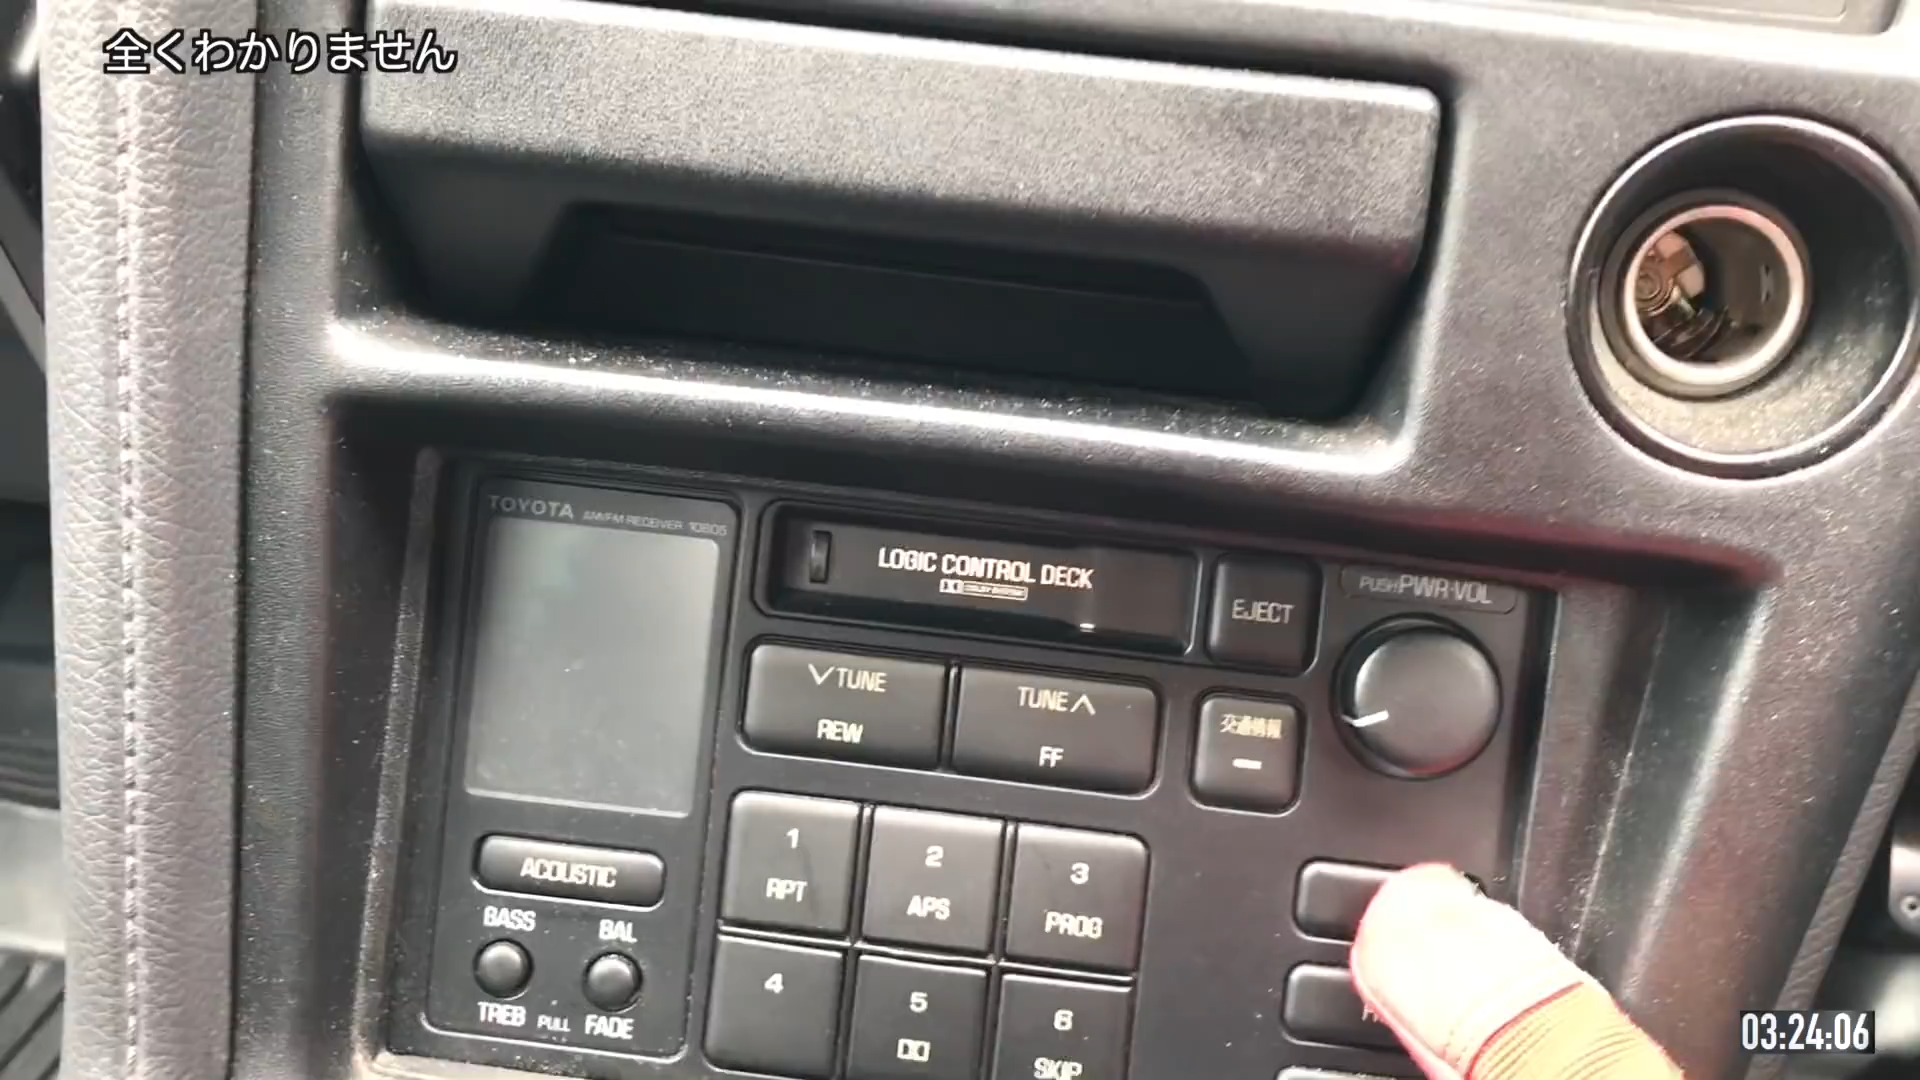 全くわかりません
TOYOTA AM/FM RECEIVER 10805
LOGIC CONTROL DECK
EJECT
PUSH PWR·VOL
∨TUNE
REW
TUNE∧
FF
交通情報
ACOUSTIC
BASS
BAL
TREB
PULL
FADE
1
RPT
2
APS
3
PROG
4
5
6
SKIP
03:24:06